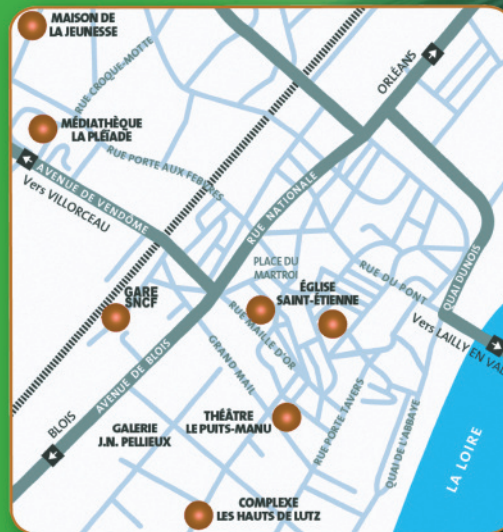 MAISON DE
LA JEUNESSE
RUE CROQUE-MOTTE
ORLÉANS
MÉDIATHÈQUE
LA PLÉÏADE
RUE PORTE AUX FEBVRES
AVENUE DE VENDÔME
Vers VILLORCEAU
RUE NATIONALE
PLACE DU
MARTROI
ÉGLISE
SAINT-ÉTIENNE
RUE DU PONT
QUAI DUNOIS
GARE
SNCF
RUE MAILLE D'OR
Vers LAILLY EN VAL
AVENUE DE BLOIS
GRAND MAIL
BLOIS
GALERIE
J.N. PELLIEUX
THÉÂTRE
LE PUITS-MANU
RUE PORTE TAVERS
QUAI DE L'ABBAYE
LA LOIRE
COMPLEXE
LES HAUTS DE LUTZ